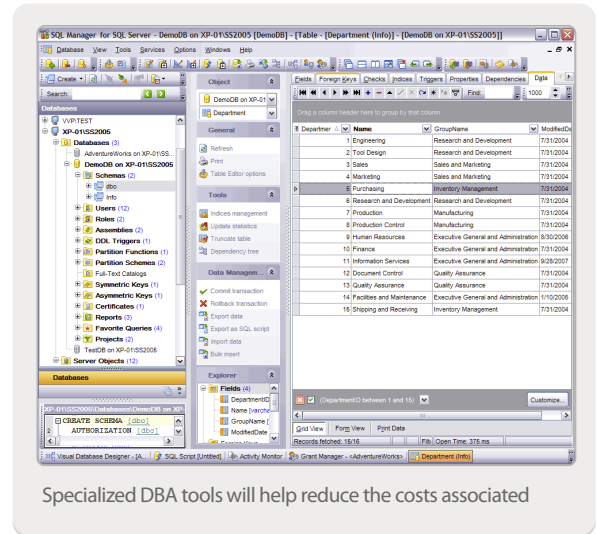 SQL Manager for SQL Server - DemoDB on XP-01\SS2005 [DemoDB] - [Table - [Department (Info)] - [DemoDB on XP-01\SS2005]]
Database View Tools Services Options Windows Help
Create
Search:
Databases
VVP\TEST
XP-01\SS2005
Databases (3)
AdventureWorks on XP-01\SS...
DemoDB on XP-01\SS2005
Schemas (2)
dbo
Info
Users (12)
Roles (2)
Assemblies (2)
DDL Triggers (1)
Partition Functions (1)
Partition Schemes (2)
Full-Text Catalogs
Symmetric Keys (1)
Asymmetric Keys (1)
Certificates (1)
Reports (3)
Favorite Queries (4)
Projects (2)
TestDB on XP-01\SS2005
Server Objects (12)
Databases
XP-01\SS2005\Databases\DemoDB on XP-
CREATE SCHEMA [dbo]
2 AUTHORIZATION [dbo]
Object
DemoDB on XP-01
Department
General
Refresh
Print
Table Editor options
Tools
Indices management
Update statistics
Truncate table
Dependency tree
Data Managem...
Commit transaction
Rollback transaction
Export data
Export as SQL script
Import data
Bulk insert
Explorer
Fields (4)
DepartmentID
Name [varcha
GroupName [
ModifiedDate
Fields Foreign Keys Checks Indices Triggers Properties Dependencies Data
Find: 1000
Drag a column header here to group by that column
Departmer Name GroupName ModifiedDa
1 Engineering Research and Development 7/31/2004
2 Tool Design Research and Development 7/31/2004
3 Sales Sales and Marketing 7/31/2004
4 Marketing Sales and Marketing 7/31/2004
5 Purchasing Inventory Management 7/31/2004
6 Research and Development Research and Development 7/31/2004
7 Production Manufacturing 7/31/2004
8 Production Control Manufacturing 7/31/2004
9 Human Resources Executive General and Administration 8/30/2006
10 Finance Executive General and Administration 7/31/2004
11 Information Services Executive General and Administration 9/28/2007
12 Document Control Quality Assurance 7/31/2004
13 Quality Assurance Quality Assurance 7/31/2004
14 Facilities and Maintenance Executive General and Administration 1/10/2006
15 Shipping and Receiving Inventory Management 7/31/2004
(DepartmentID between 1 and 15) Customize...
Grid View Form View Print Data
Records fetched: 15/16 Filt Open Time: 375 ms
Visual Database Designer - [A... SQL Script [Untitled] Activity Monitor Grant Manager - <AdventureWorks> Department (Info)
Specialized DBA tools will help reduce the costs associated